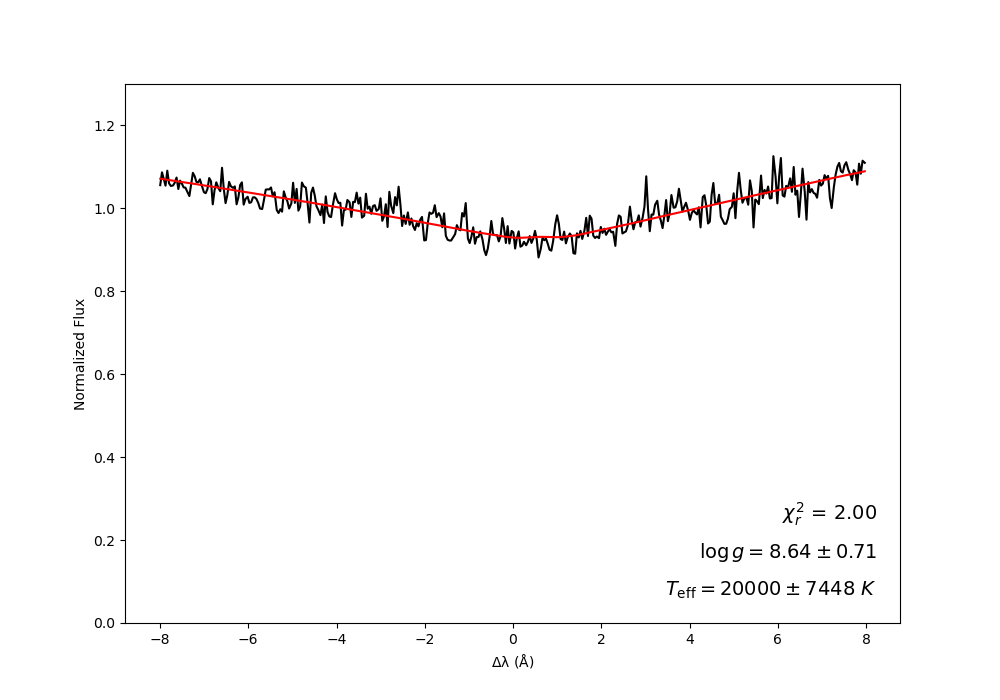 1.2
1.0
0.8
0.6
0.4
0.2
0.0
Normalized Flux
χ²ᵣ = 2.00
log g = 8.64 ± 0.71
T_eff = 20000 ± 7448 K
−8 −6 −4 −2 0 2 4 6 8
Δλ (Å)